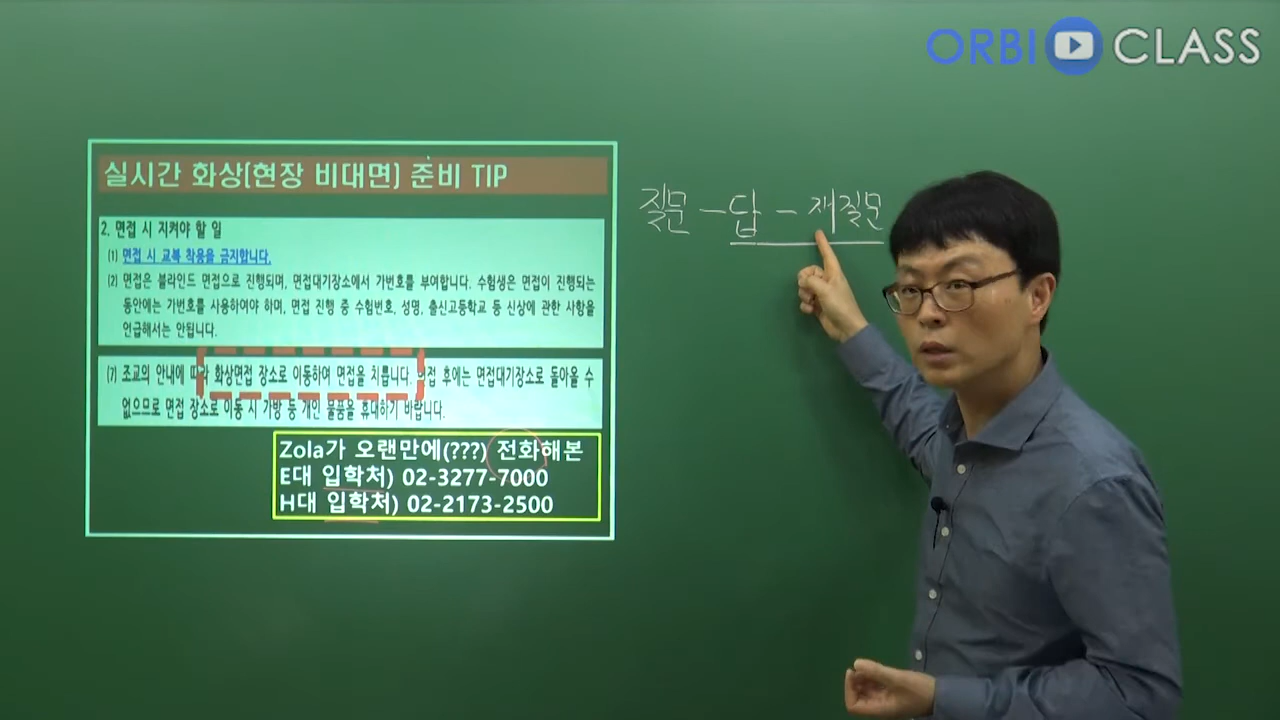 ORBI CLASS
실시간 화상(현장 비대면) 준비 TIP
질문 - 답 - 재질문
2. 면접 시 지켜야 할 일
(1) 면접 시 교복 착용을 금지합니다.
(2) 면접은 블라인드 면접으로 진행되며, 면접대기장소에서 가번호를 부여합니다. 수험생은 면접이 진행되는
동안에는 가번호를 사용하여야 하며, 면접 진행 중 수험번호, 성명, 출신고등학교 등 신상에 관한 사항을
언급해서는 안됩니다.
(7) 조교의 안내에 따라 화상면접 장소로 이동하여 면접을 치릅니다. 면접 후에는 면접대기장소로 돌아올 수
없으므로 면접 장소로 이동 시 가방 등 개인 물품을 휴대하기 바랍니다.
Zola가 오랜만에(???) 전화해본
E대 입학처) 02-3277-7000
H대 입학처) 02-2173-2500